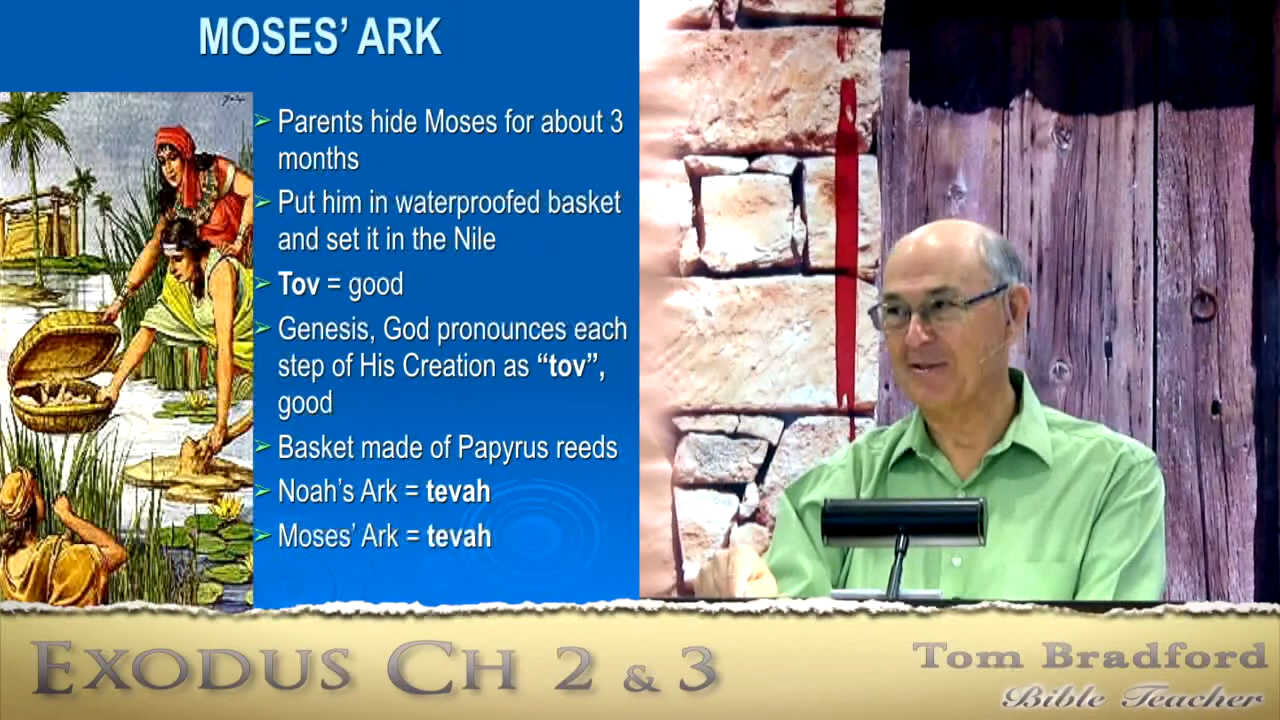 MOSES’ ARK
➢ Parents hide Moses for about 3
months
➢ Put him in waterproofed basket
and set it in the Nile
➢ Tov = good
➢ Genesis, God pronounces each
step of His Creation as “tov”,
good
➢ Basket made of Papyrus reeds
➢ Noah’s Ark = tevah
➢ Moses’ Ark = tevah
EXODUS CH 2 & 3
Tom Bradford
Bible Teacher